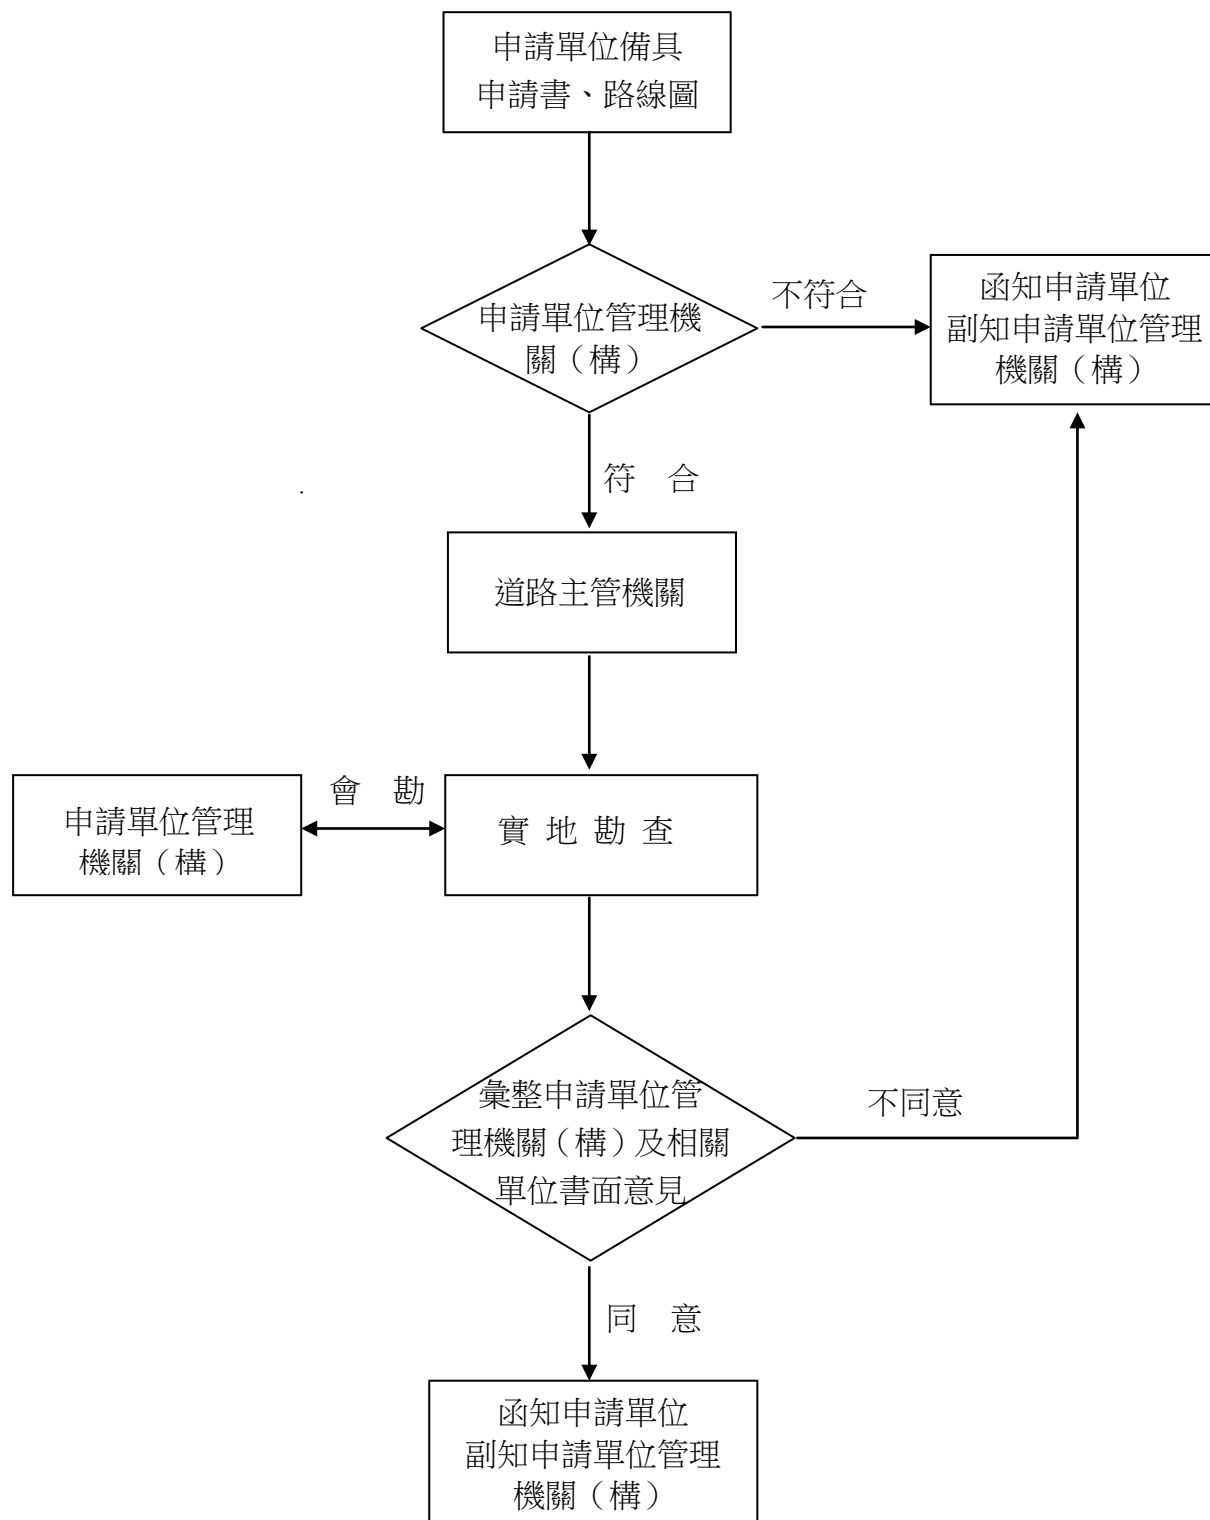 申請單位備具
申請書、路線圖
申請單位管理機
關（構）
不符合
函知申請單位
副知申請單位管理
機關（構）
符　合
道路主管機關
會　勘
申請單位管理
機關（構）
實 地 勘 查
彙整申請單位管
理機關（構）及相關
單位書面意見
不同意
同　意
函知申請單位
副知申請單位管理
機關（構）